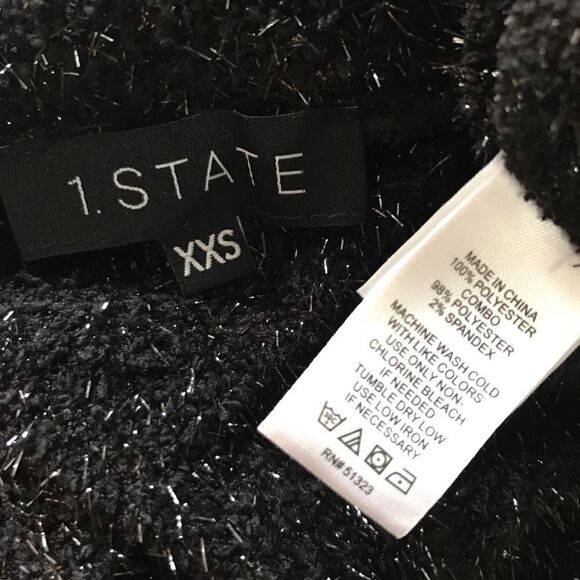 1.STATE
XXS
MADE IN CHINA
100% POLYESTER
COMBO
98% POLYESTER
2% SPANDEX
MACHINE WASH COLD
WITH LIKE COLORS
USE ONLY NON-
CHLORINE BLEACH
IF NEEDED
TUMBLE DRY LOW
USE LOW IRON
IF NECESSARY
RN# 51323